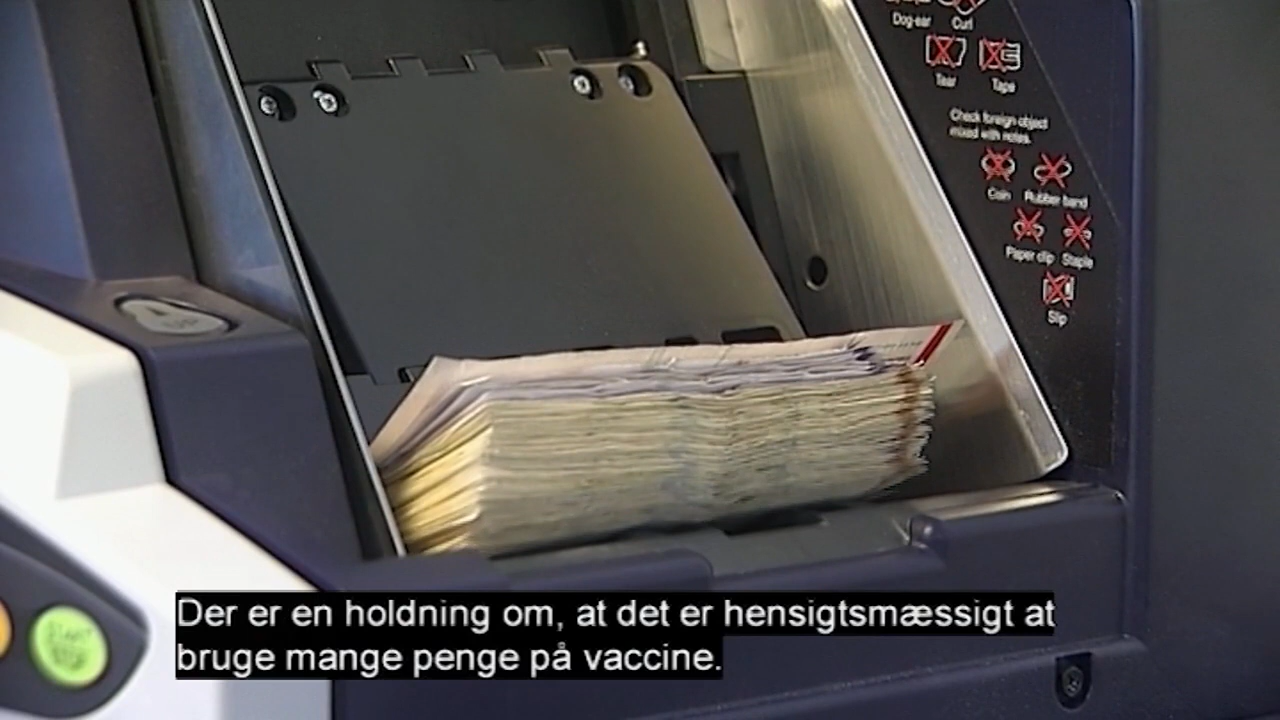 Dog-ear Curl
Tear Tape
Check foreign object
mixed with notes.
Coin Rubber band
Paper clip Staple
Slip
Der er en holdning om, at det er hensigtsmæssigt at
bruge mange penge på vaccine.